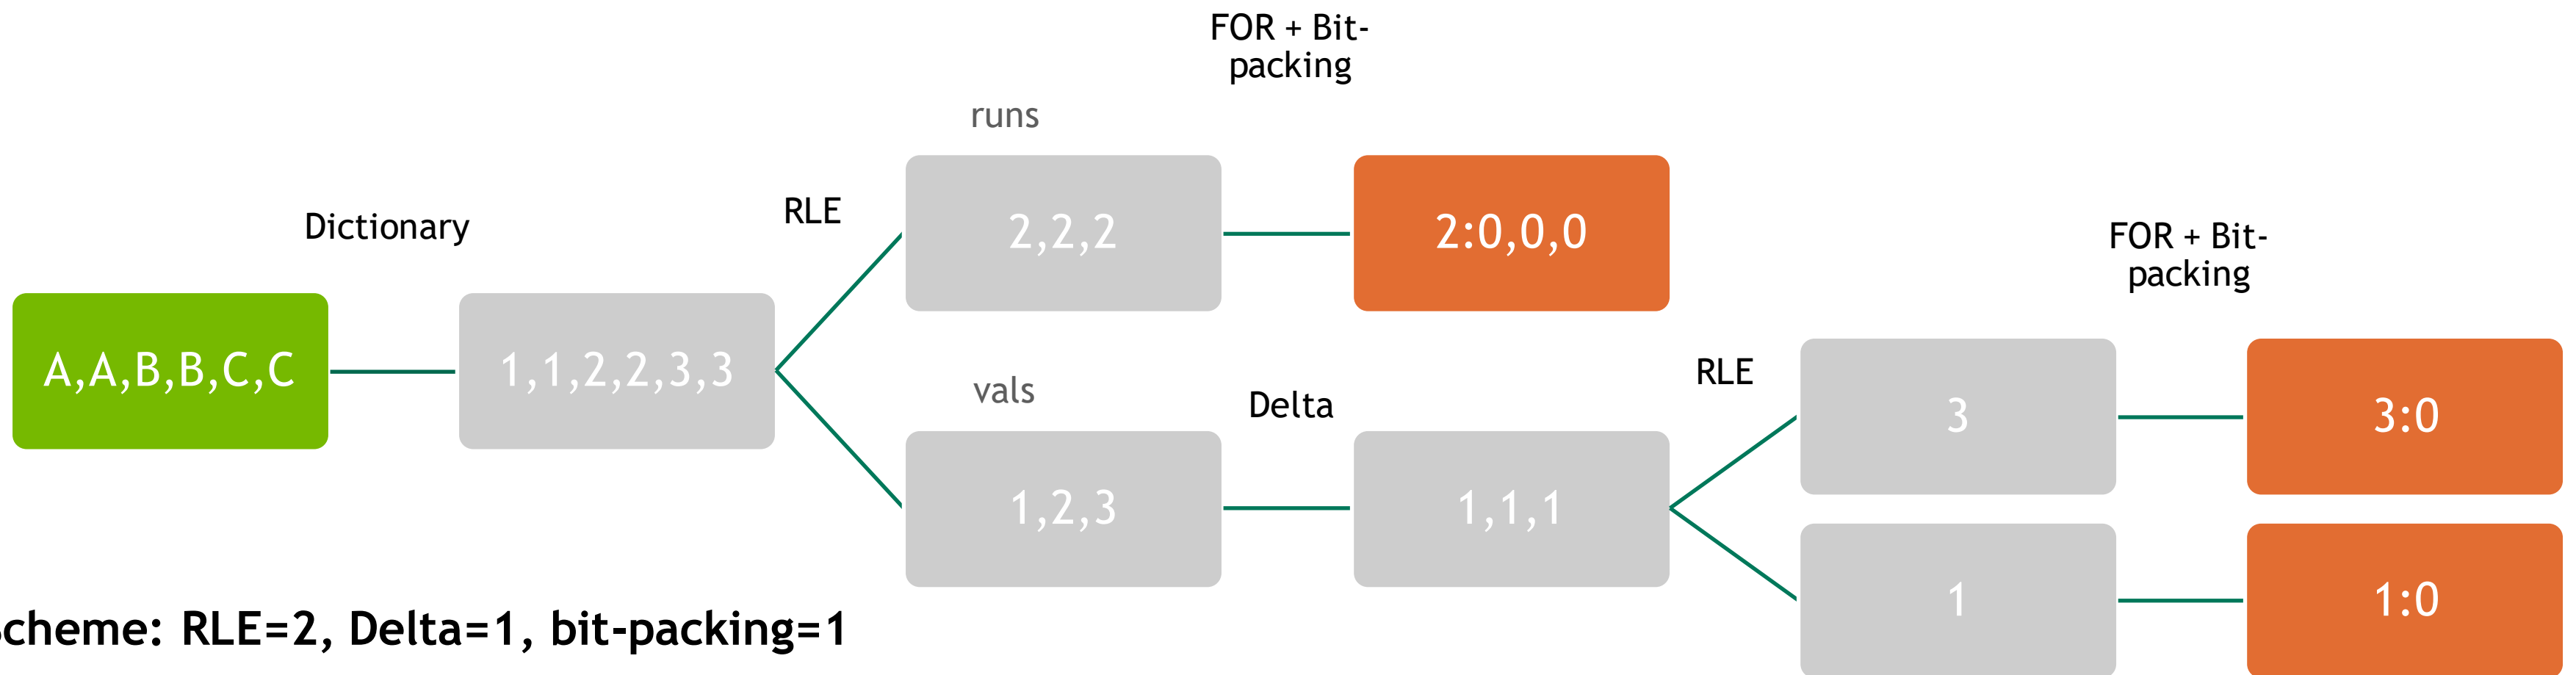 FOR + Bit-
packing
runs
2,2,2
2:0,0,0
Dictionary
RLE
A,A,B,B,C,C
1,1,2,2,3,3
vals
1,2,3
Delta
1,1,1
RLE
FOR + Bit-
packing
3
3:0
1
1:0
RLE=2, Delta=1, bit-packing=1